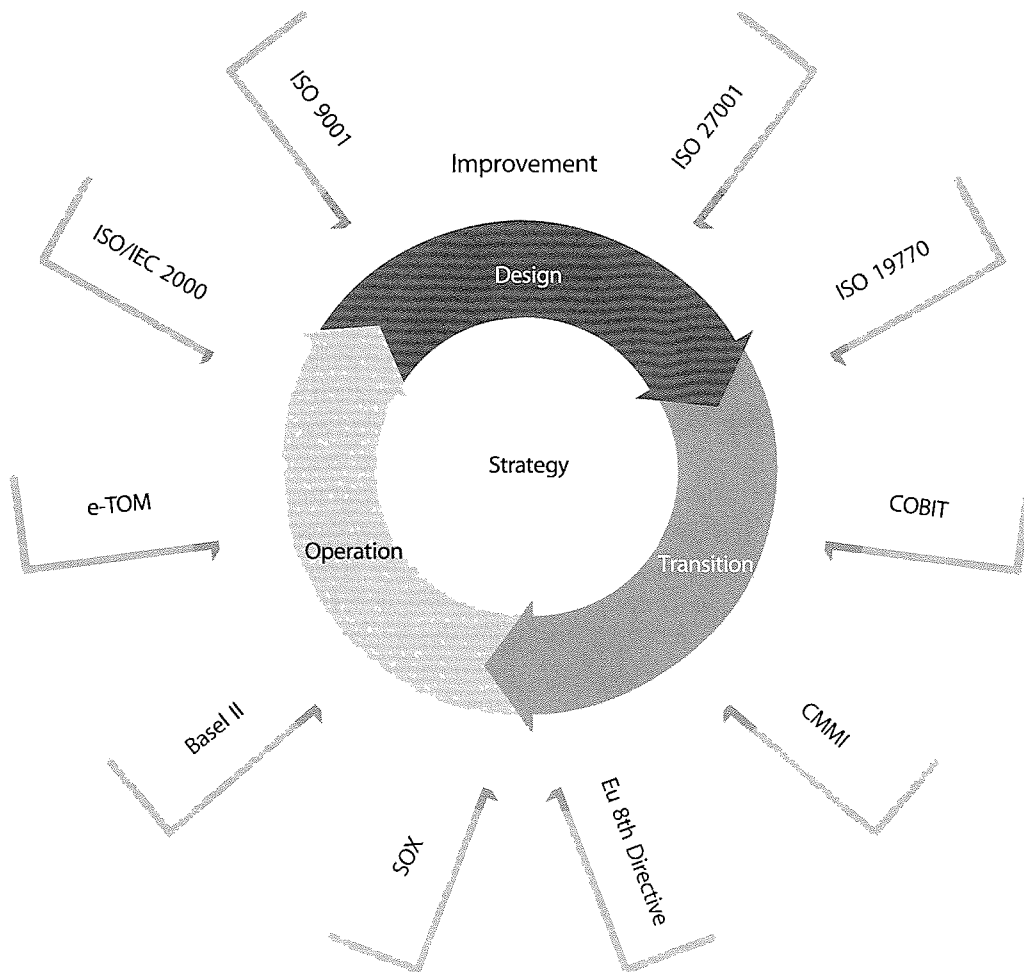 ISO 9001
ISO 27001
Improvement
ISO/IEC 2000
ISO 19770
Design
Strategy
e-TOM
COBIT
Operation
Transition
Basel II
CMMI
SOX
Eu 8th Directive